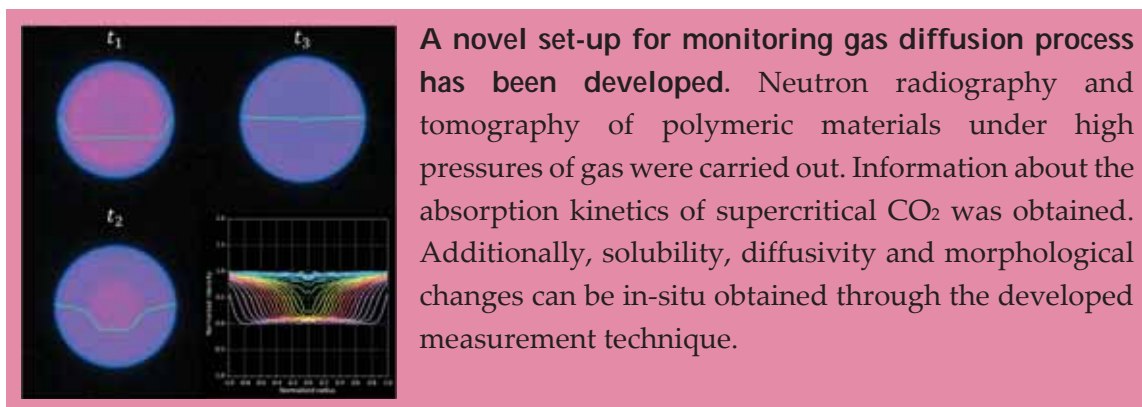 t₁
t₃
t₂
Normalized radius
A novel set-up for monitoring gas diffusion process
has been developed. Neutron radiography and
tomography of polymeric materials under high
pressures of gas were carried out. Information about the
absorption kinetics of supercritical CO₂ was obtained.
Additionally, solubility, diffusivity and morphological
changes can be in-situ obtained through the developed
measurement technique.